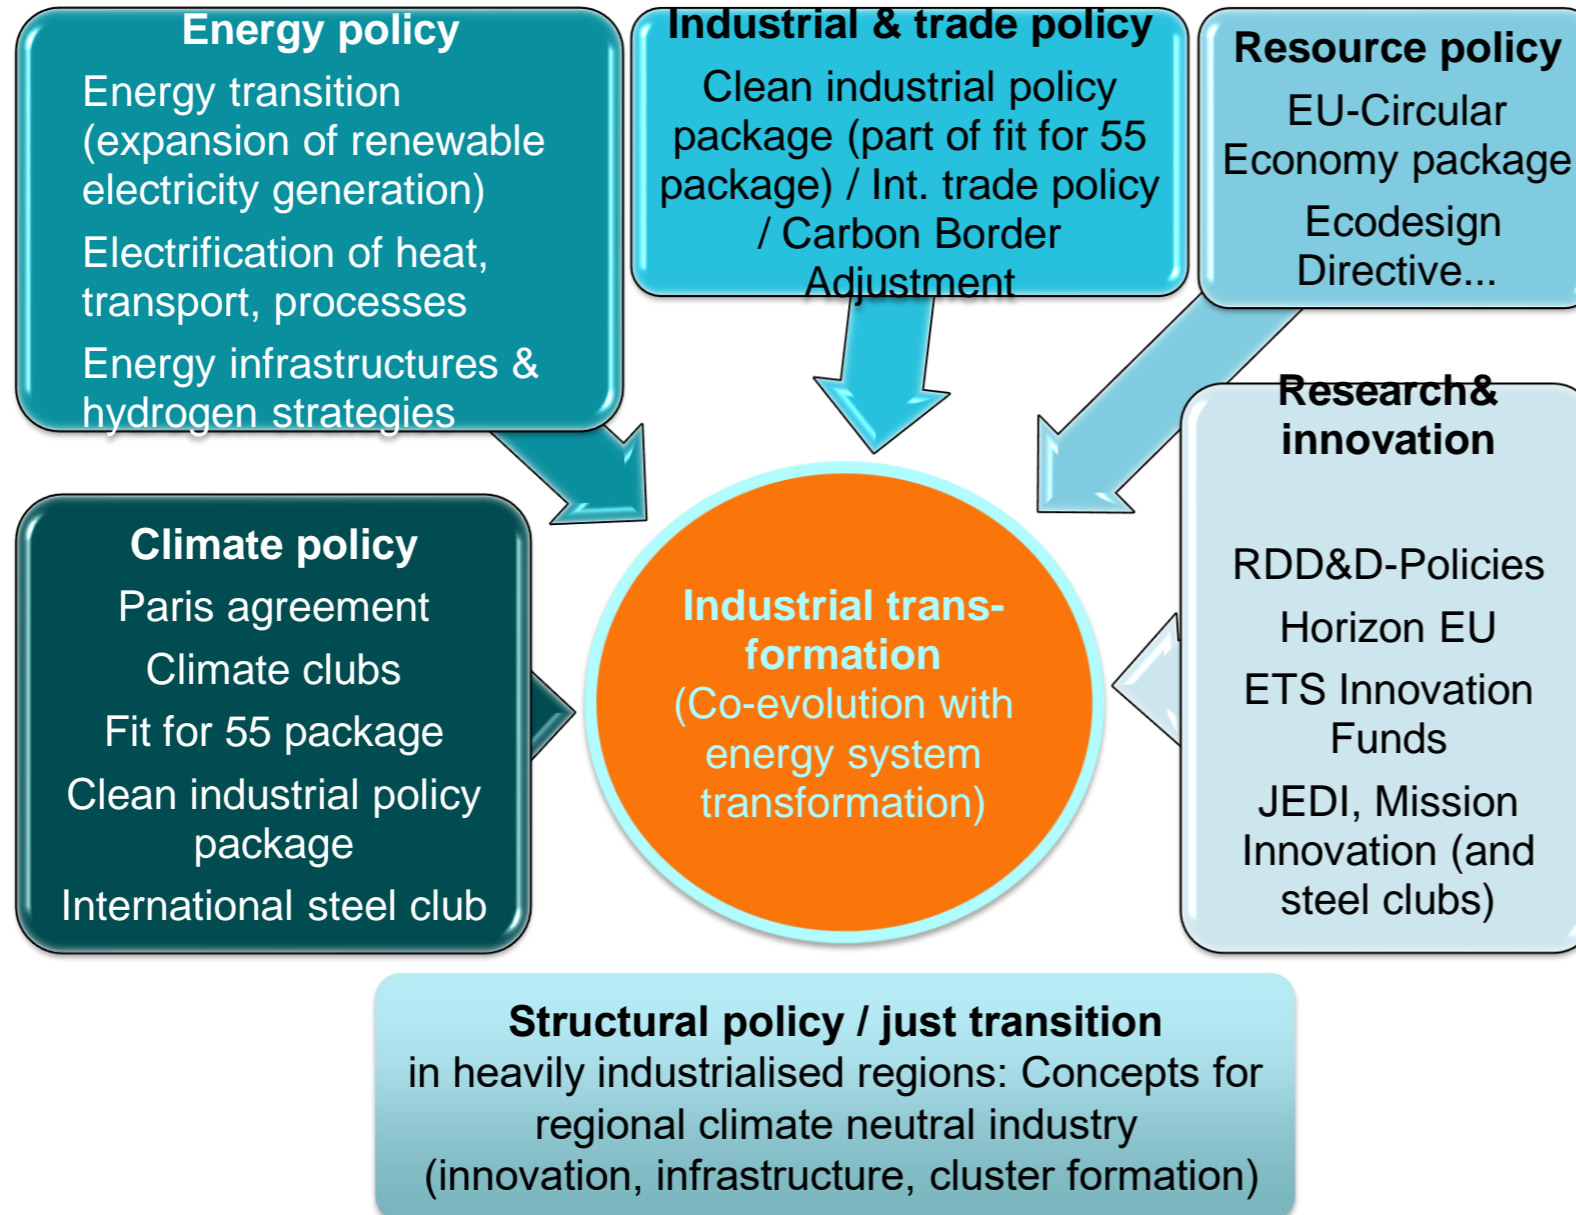 Energy policy
Energy transition
(expansion of renewable
electricity generation)
Electrification of heat,
transport, processes
Energy infrastructures &
hydrogen strategies
Industrial & trade policy
Clean industrial policy
package (part of fit for 55
package) / Int. trade policy
/ Carbon Border
Adjustment
Resource policy
EU-Circular
Economy package
Ecodesign
Directive...
Climate policy
Paris agreement
Climate clubs
Fit for 55 package
Clean industrial policy
package
International steel club
Industrial trans-
formation
(Co-evolution with
energy system
transformation)
Research&
innovation
RDD&D-Policies
Horizon EU
ETS Innovation
Funds
JEDI, Mission
Innovation (and
steel clubs)
Structural policy / just transition
in heavily industrialised regions: Concepts for
regional climate neutral industry
(innovation, infrastructure, cluster formation)